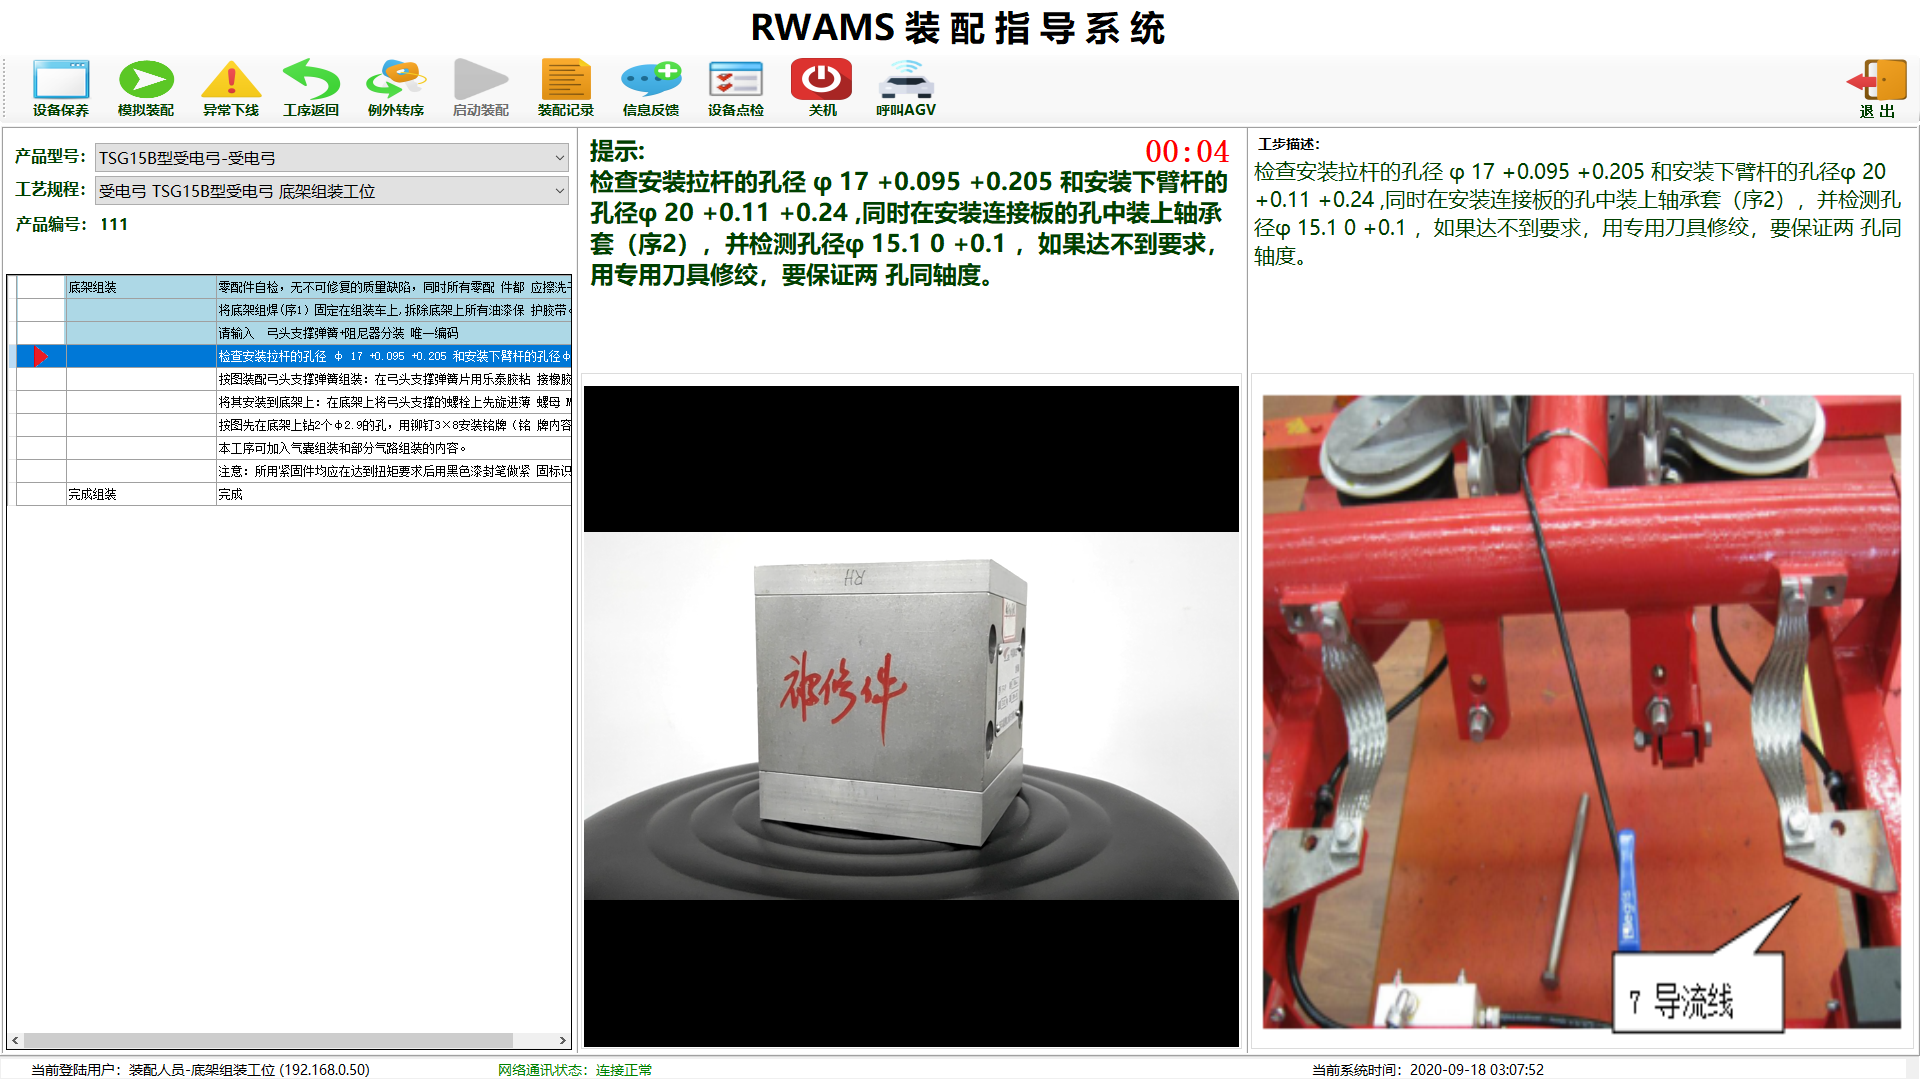 RWAMS 装 配 指 导 系 统
设备保养 模拟装配 异常下线 工序返回 例外转序 启动装配 装配记录 信息反馈 设备点检 关机 呼叫AGV 退 出
产品型号： TSG15B型受电弓-受电弓
工艺规程： 受电弓 TSG15B型受电弓 底架组装工位
产品编号： 111
底架组装 零配件自检，无不可修复的质量缺陷，同时所有零配 件都 应擦洗干
将底架组焊(序1）固定在组装车上,拆除底架上所有油漆保 护胶带
请输入 弓头支撑弹簧+阻尼器分装 唯一编码
检查安装拉杆的孔径 φ 17 +0.095 +0.205 和安装下臂杆的孔径φ
按图装配弓头支撑弹簧组装：在弓头支撑弹簧片用乐泰胶粘 接橡胶
将其安装到底架上：在底架上将弓头支撑的螺栓上先旋进薄 螺母 M
按图先在底架上钻2个φ2.9的孔，用铆钉3×8安装铭牌（铭 牌内容
本工序可加入气囊组装和部分气路组装的内容。
注意：所用紧固件均应在达到扭矩要求后用黑色漆封笔做紧 固标识
完成组装 完成
提示: 00:04
检查安装拉杆的孔径 φ 17 +0.095 +0.205 和安装下臂杆的
孔径φ 20 +0.11 +0.24 ,同时在安装连接板的孔中装上轴承
套（序2），并检测孔径φ 15.1 0 +0.1 ，如果达不到要求，
用专用刀具修绞，要保证两 孔同轴度。
RH
被修件
工步描述:
检查安装拉杆的孔径 φ 17 +0.095 +0.205 和安装下臂杆的孔径φ 20
+0.11 +0.24 ,同时在安装连接板的孔中装上轴承套（序2），并检测孔
径φ 15.1 0 +0.1 ，如果达不到要求，用专用刀具修绞，要保证两 孔同
轴度。
7 导流线
当前登陆用户：装配人员-底架组装工位 (192.168.0.50) 网络通讯状态：连接正常 当前系统时间：2020-09-18 03:07:52